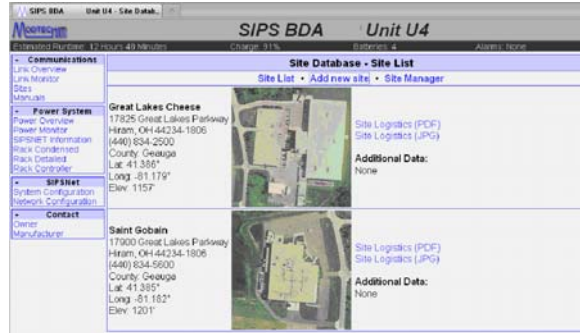 SIPS BDA Unit U4 - Site Datab...
MOOTECHNM
SIPS BDA Unit U4
Estimated Runtime: 12 Hours 40 Minutes Charge: 91% Batteries: 4 Alarms: None
- Communications
Link Overview
Link Monitor
Sites
Manuals
- Power System
Power Overview
Power Monitor
SIPSNET Information
Rack Condensed
Rack Detailed
Rack Controller
- SIPSNet
System Configuration
Network Configuration
- Contact
Owner
Manufacturer
Site Database - Site List
Site List • Add new site • Site Manager
Great Lakes Cheese
17825 Great Lakes Parkway
Hiram, OH 44234-1806
(440) 834-2500
County: Geauga
Lat: 41.386°
Long: -81.179°
Elev: 1157'
Site Logistics (PDF)
Site Logistics (JPG)
Additional Data:
None
Saint Gobain
17900 Great Lakes Parkway
Hiram, OH 44234-1806
(440) 834-5600
County: Geauga
Lat: 41.385°
Long: -81.182°
Elev: 1201'
Site Logistics (PDF)
Site Logistics (JPG)
Additional Data:
None